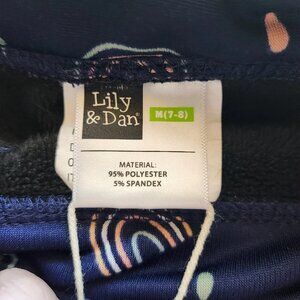 Lily
& Dan
M(7-8)
MATERIAL:
95% POLYESTER
5% SPANDEX